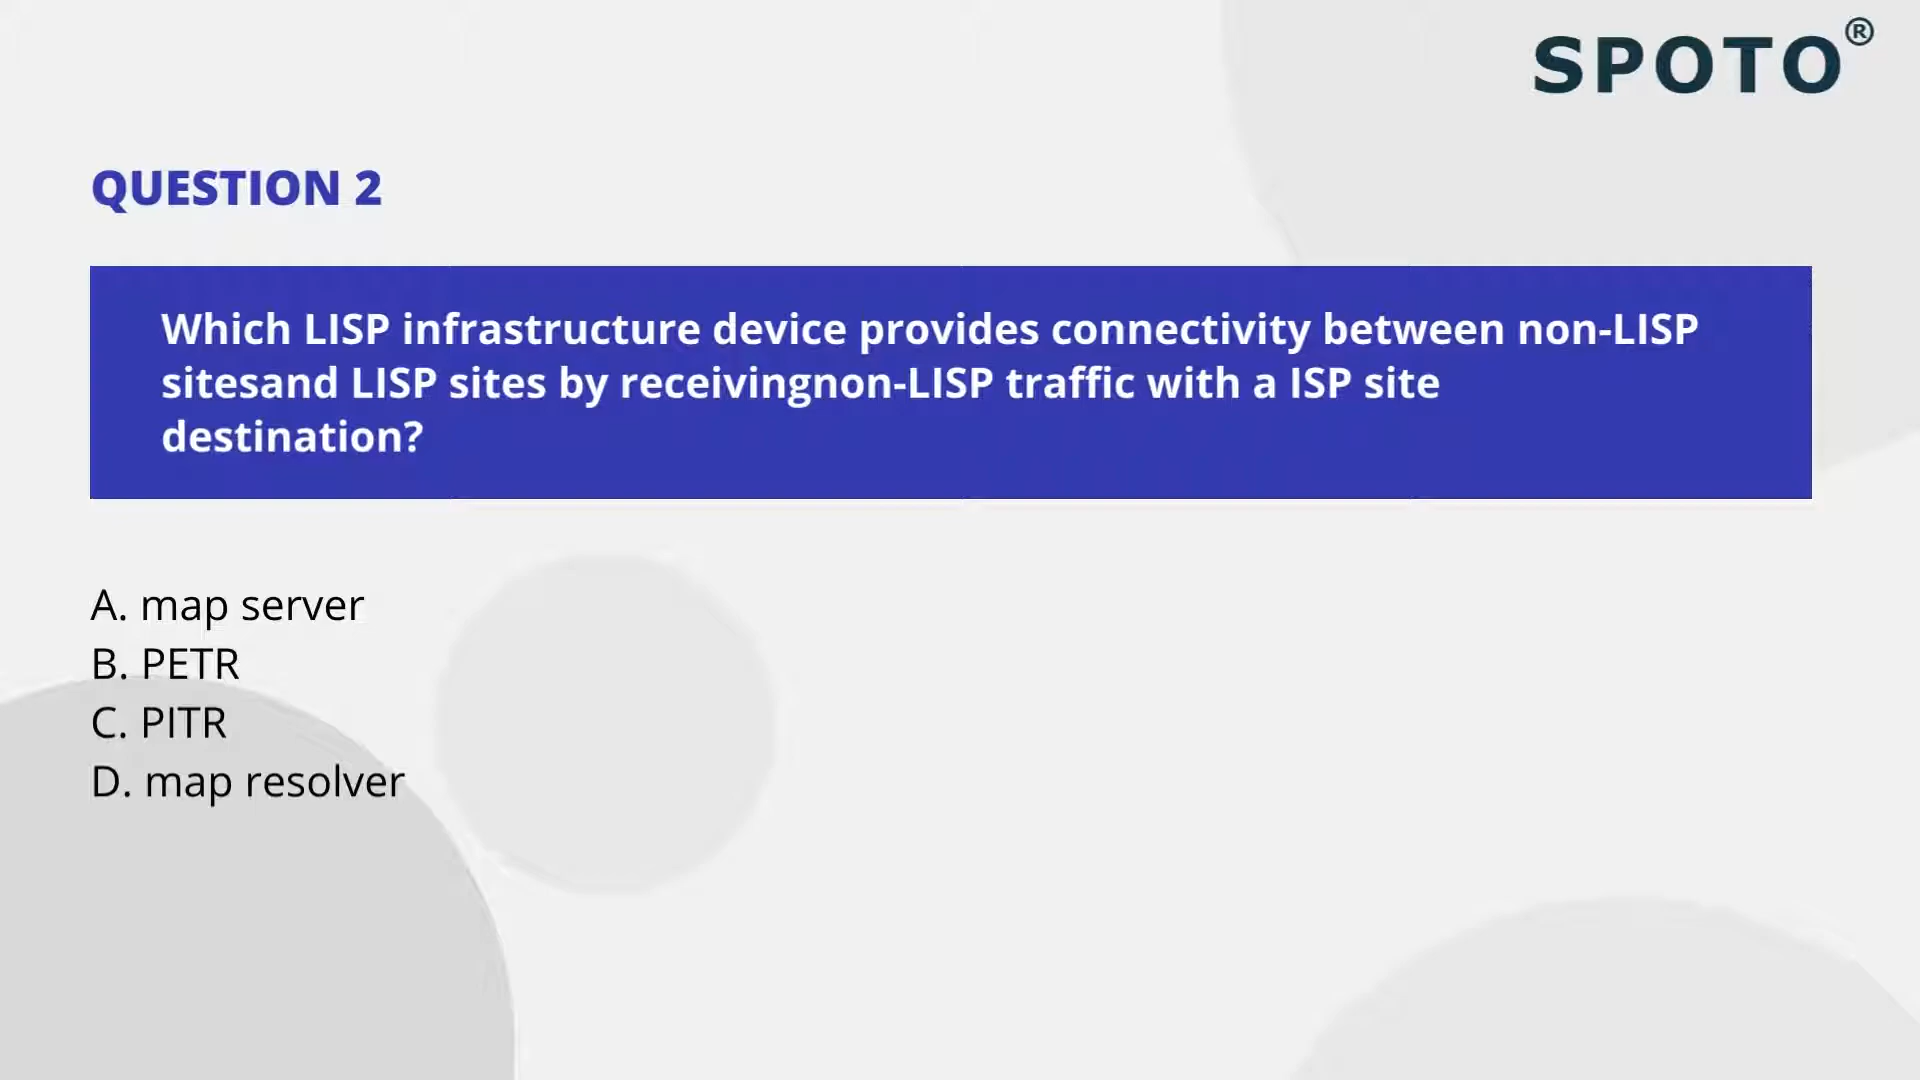 SPOTO®
QUESTION 2
Which LISP infrastructure device provides connectivity between non-LISP
sitesand LISP sites by receivingnon-LISP traffic with a ISP site
destination?
A. map server
B. PETR
C. PITR
D. map resolver